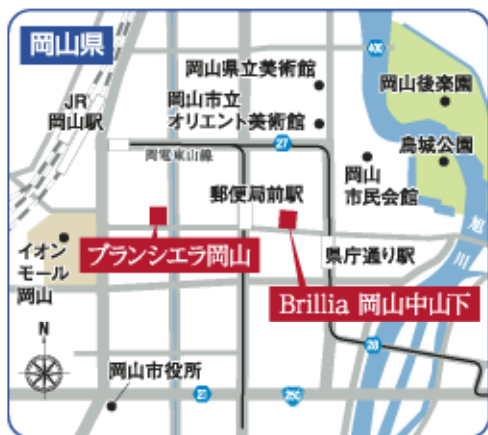 岡山県
岡山県立美術館
岡山後楽園
JR
岡山駅
岡山市立
オリエント美術館
27
岡電東山線
烏城公園
岡山
市民会館
郵便局前駅
旭川
イオン
モール
岡山
ブランシエラ岡山
県庁通り駅
Brillia 岡山中山下
N
28
岡山市役所
21
250